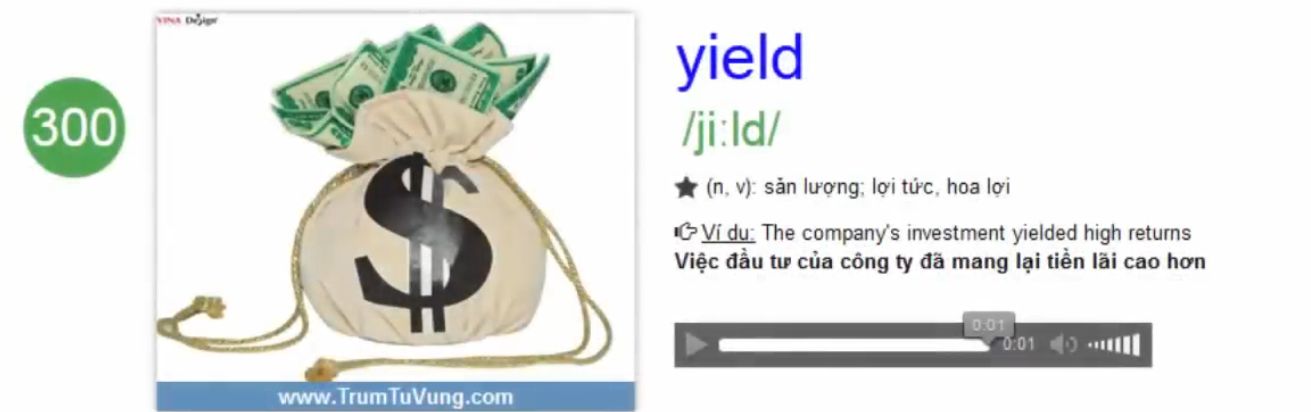 VINA Design
300
$
yield
/ji:ld/
(n, v): sản lượng; lợi tức, hoa lợi
Ví dụ: The company's investment yielded high returns
Việc đầu tư của công ty đã mang lại tiền lãi cao hơn
0:01
0:01
www.TrumTuVung.com